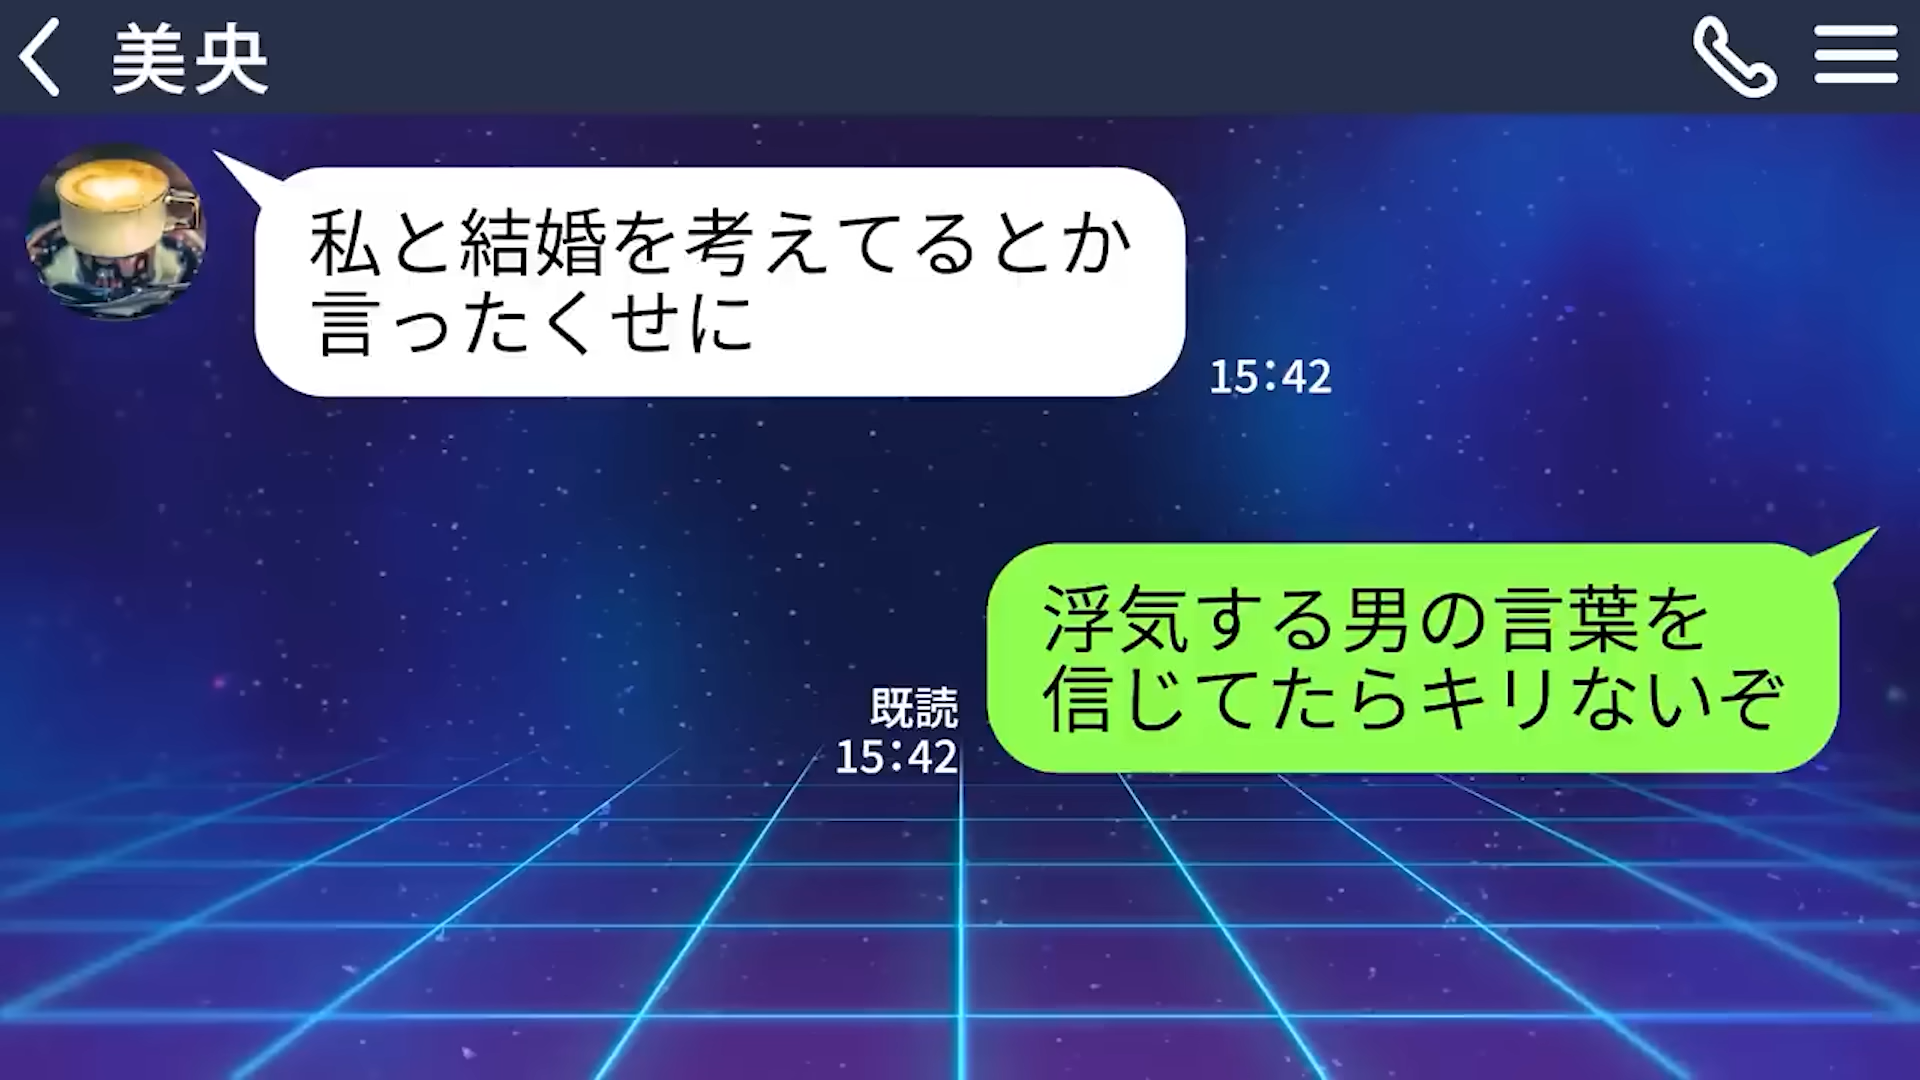 美央
私と結婚を考えてるとか
言ったくせに
15:42
浮気する男の言葉を
信じてたらキリないぞ
既読
15:42